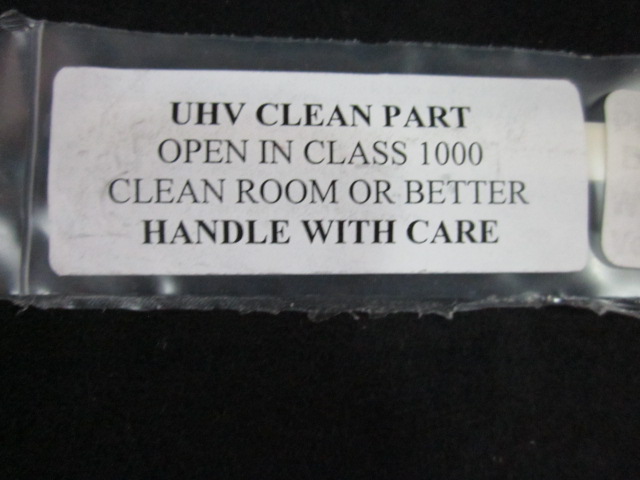 UHV CLEAN PART
OPEN IN CLASS 1000
CLEAN ROOM OR BETTER
HANDLE WITH CARE